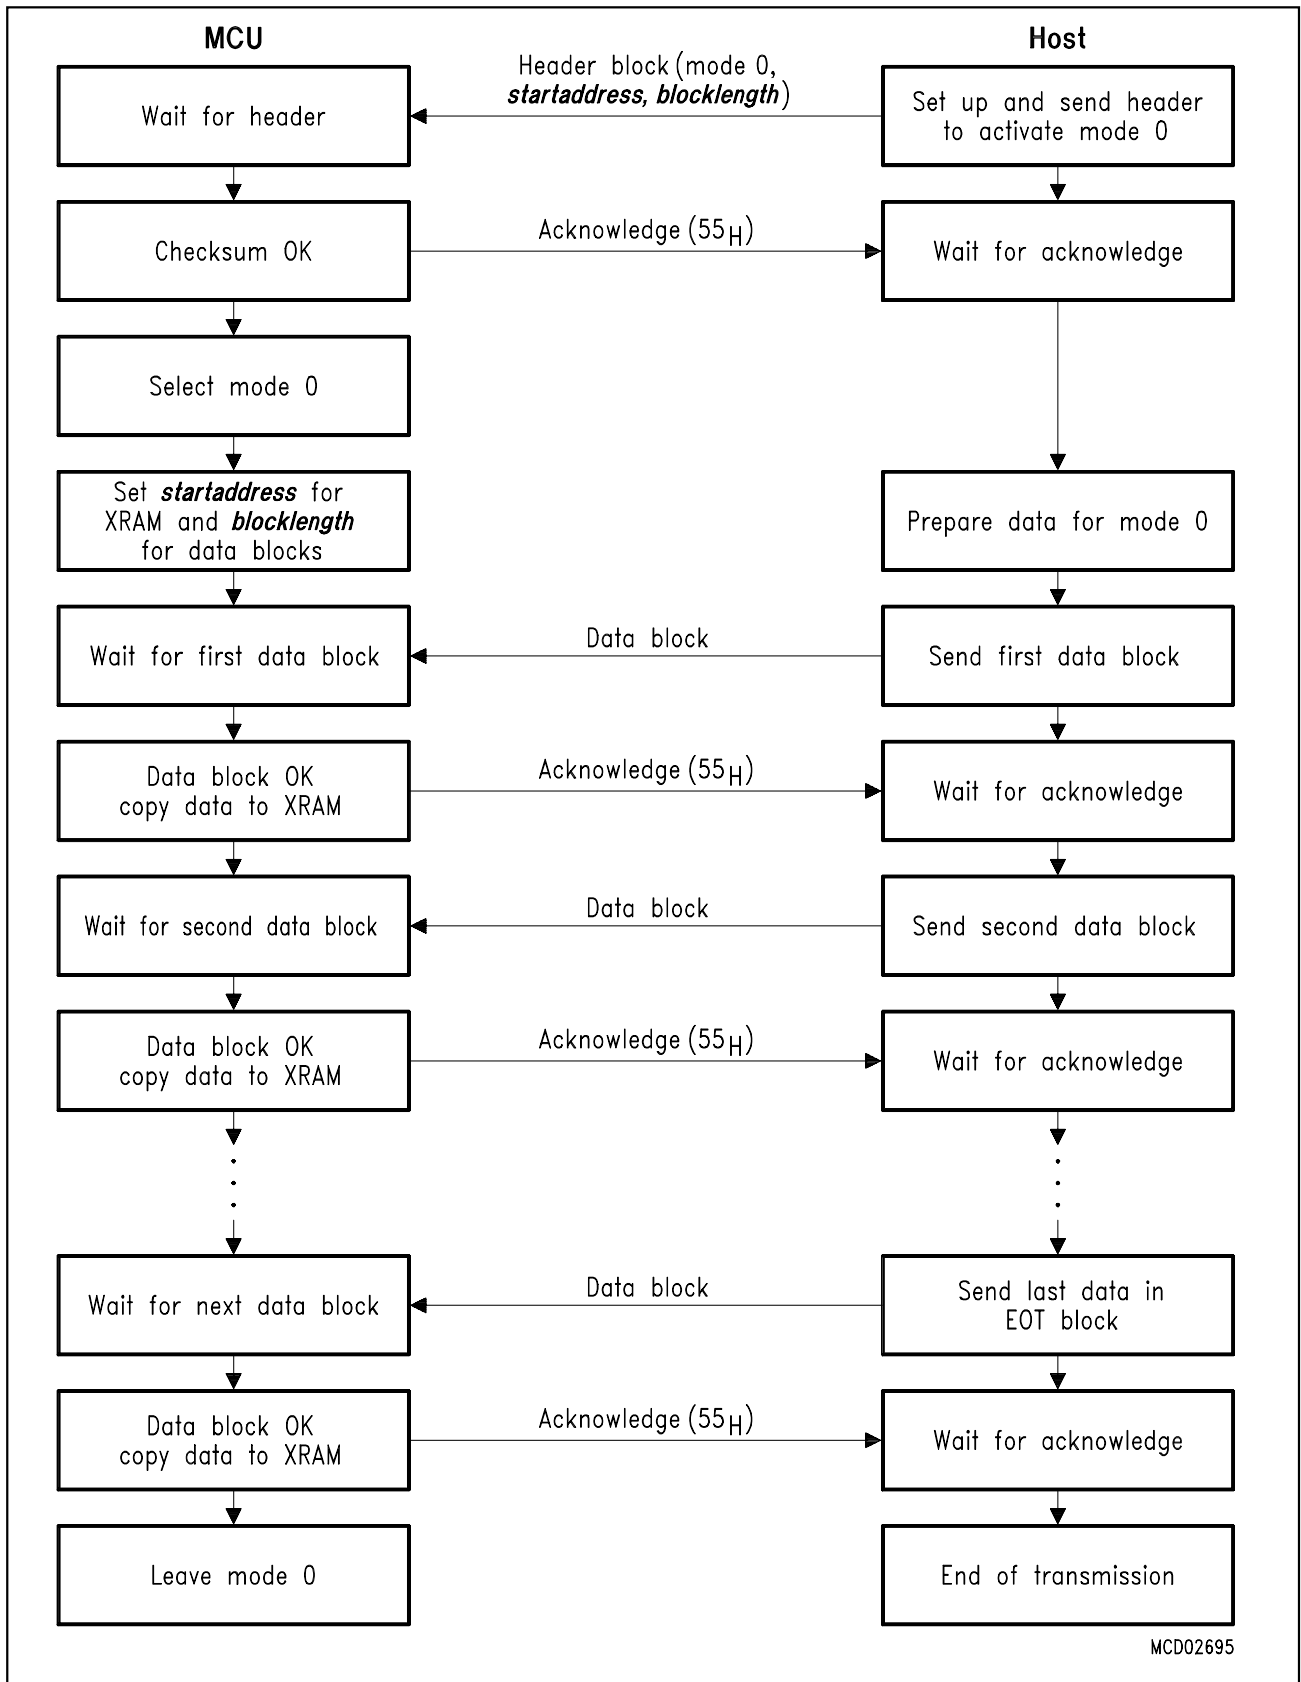 MCU
Host
Header block (mode 0,
startaddress, blocklength)
Wait for header
Set up and send header
to activate mode 0
Checksum OK
Acknowledge (55H)
Wait for acknowledge
Select mode 0
Set startaddress for
XRAM and blocklength
for data blocks
Prepare data for mode 0
Wait for first data block
Data block
Send first data block
Data block OK
copy data to XRAM
Acknowledge (55H)
Wait for acknowledge
Wait for second data block
Data block
Send second data block
Data block OK
copy data to XRAM
Acknowledge (55H)
Wait for acknowledge
Wait for next data block
Data block
Send last data in
EOT block
Data block OK
copy data to XRAM
Acknowledge (55H)
Wait for acknowledge
Leave mode 0
End of transmission
MCD02695